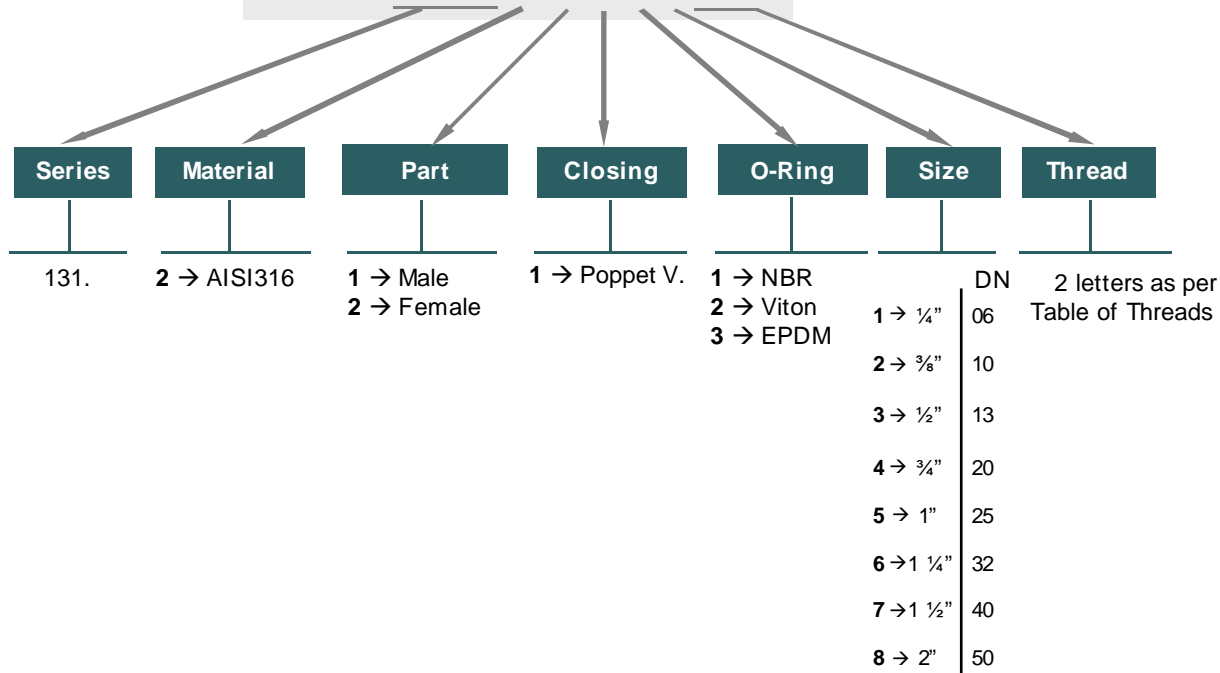 Series Material Part Closing O-Ring Size Thread
131.
2 → AISI316
1 → Male
2 → Female
1 → Poppet V.
1 → NBR
2 → Viton
3 → EPDM
DN
1 → ¼” 06
2 → ⅜” 10
3 → ½” 13
4 → ¾” 20
5 → 1” 25
6 →1 ¼” 32
7 →1 ½” 40
8 → 2” 50
2 letters as per
Table of Threads